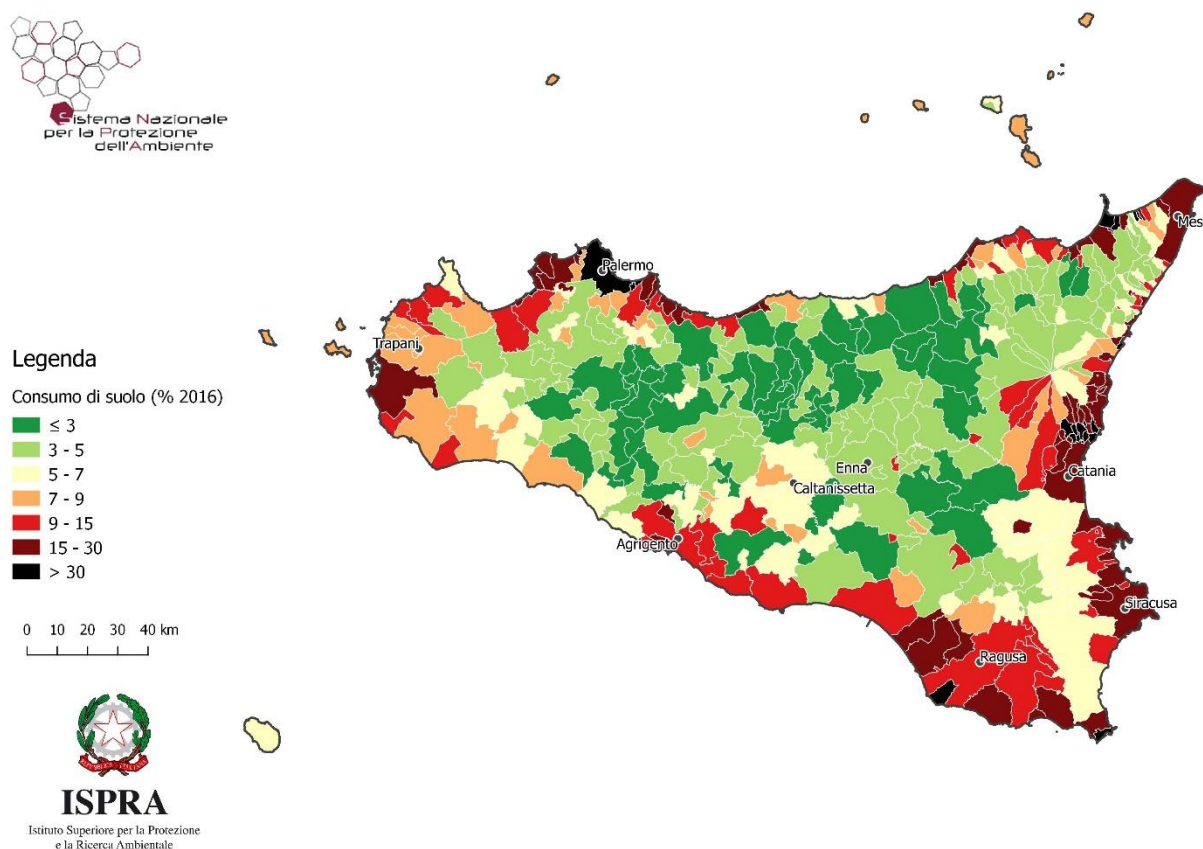 Sistema Nazionale
per la Protezione
dell'Ambiente
Palermo
Mes
Trapani
Legenda
Consumo di suolo (% 2016)
≤ 3
3 - 5
5 - 7
7 - 9
9 - 15
15 - 30
> 30
Enna
Caltanissetta
Catania
Agrigento
Siracusa
Ragusa
0 10 20 30 40 km
REPVBBLICA ITALIANA
ISPRA
Istituto Superiore per la Protezione
e la Ricerca Ambientale